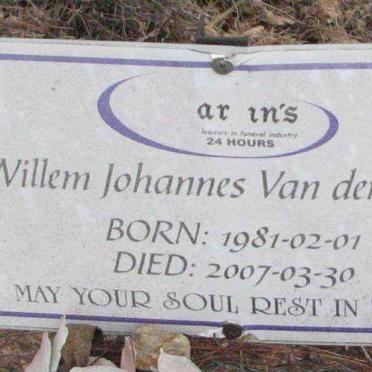 ar in's
leaders in funeral industry
24 HOURS
Willem Johannes Van der
BORN: 1981-02-01
DIED: 2007-03-30
MAY YOUR SOUL REST IN